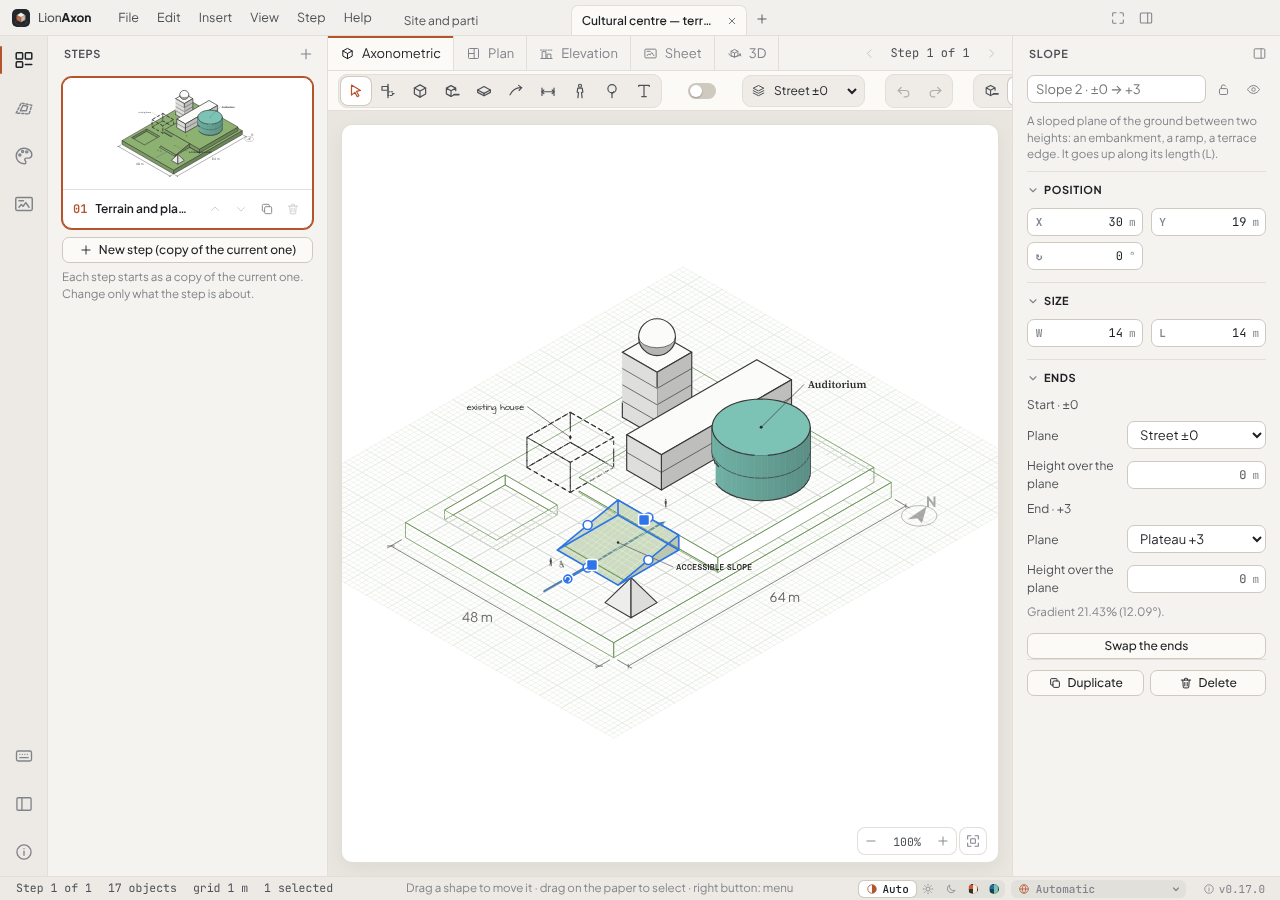 LionAxon
File Edit Insert View Step Help
Site and parti
Cultural centre — terr...
STEPS
Axonometric
Plan
Elevation
Sheet
3D
Step 1 of 1
Street ±0
01 Terrain and pla...
New step (copy of the current one)
Each step starts as a copy of the current one.
Change only what the step is about.
Auditorium
existing house
N
ACCESSIBLE SLOPE
64 m
48 m
100%
SLOPE
Slope 2 · ±0 → +3
A sloped plane of the ground between two
heights: an embankment, a ramp, a terrace
edge. It goes up along its length (L).
POSITION
X 30 m Y 19 m
↻ 0 °
SIZE
W 14 m L 14 m
ENDS
Start · ±0
Plane Street ±0
Height over the
plane
0 m
End · +3
Plane Plateau +3
Height over the
plane
0 m
Gradient 21.43% (12.09°).
Swap the ends
Duplicate Delete
Step 1 of 1 17 objects grid 1 m 1 selected
Drag a shape to move it · drag on the paper to select · right button: menu
Auto
Automatic
v0.17.0